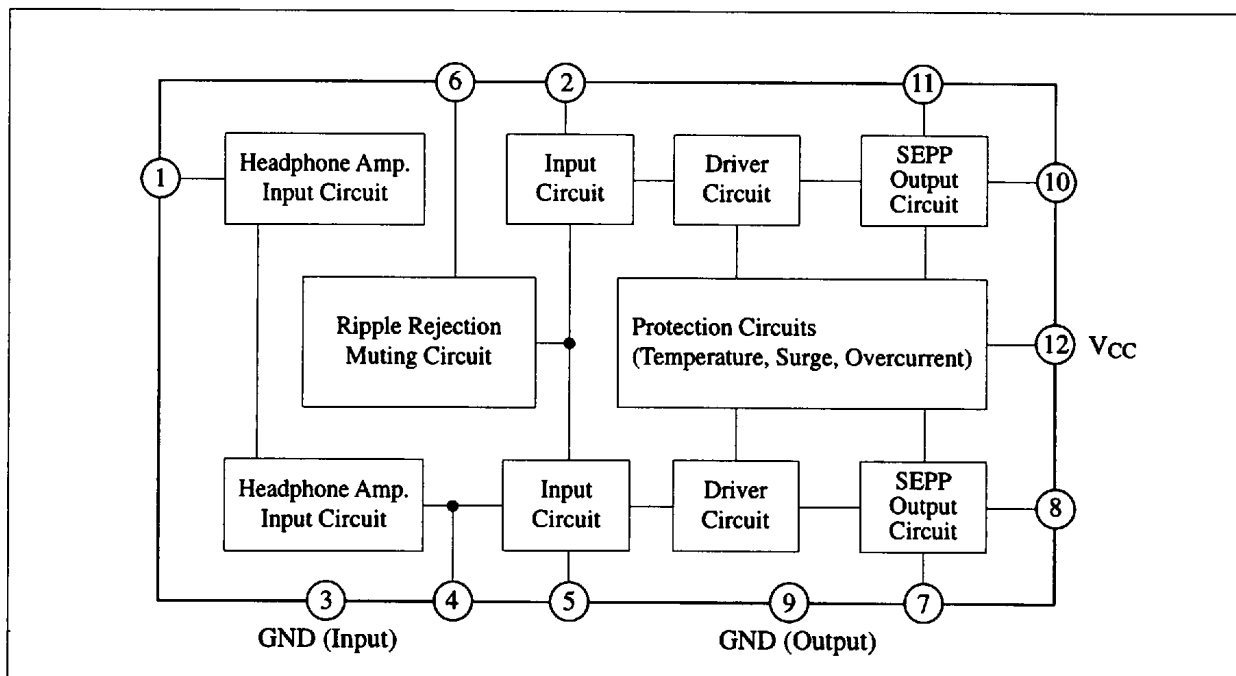 6
2
11
1
Headphone Amp.
Input Circuit
Input
Circuit
Driver
Circuit
SEPP
Output
Circuit
10
Ripple Rejection
Muting Circuit
Protection Circuits
(Temperature, Surge, Overcurrent)
12
VCC
Headphone Amp.
Input Circuit
Input
Circuit
Driver
Circuit
SEPP
Output
Circuit
8
3
4
5
9
7
GND (Input)
GND (Output)